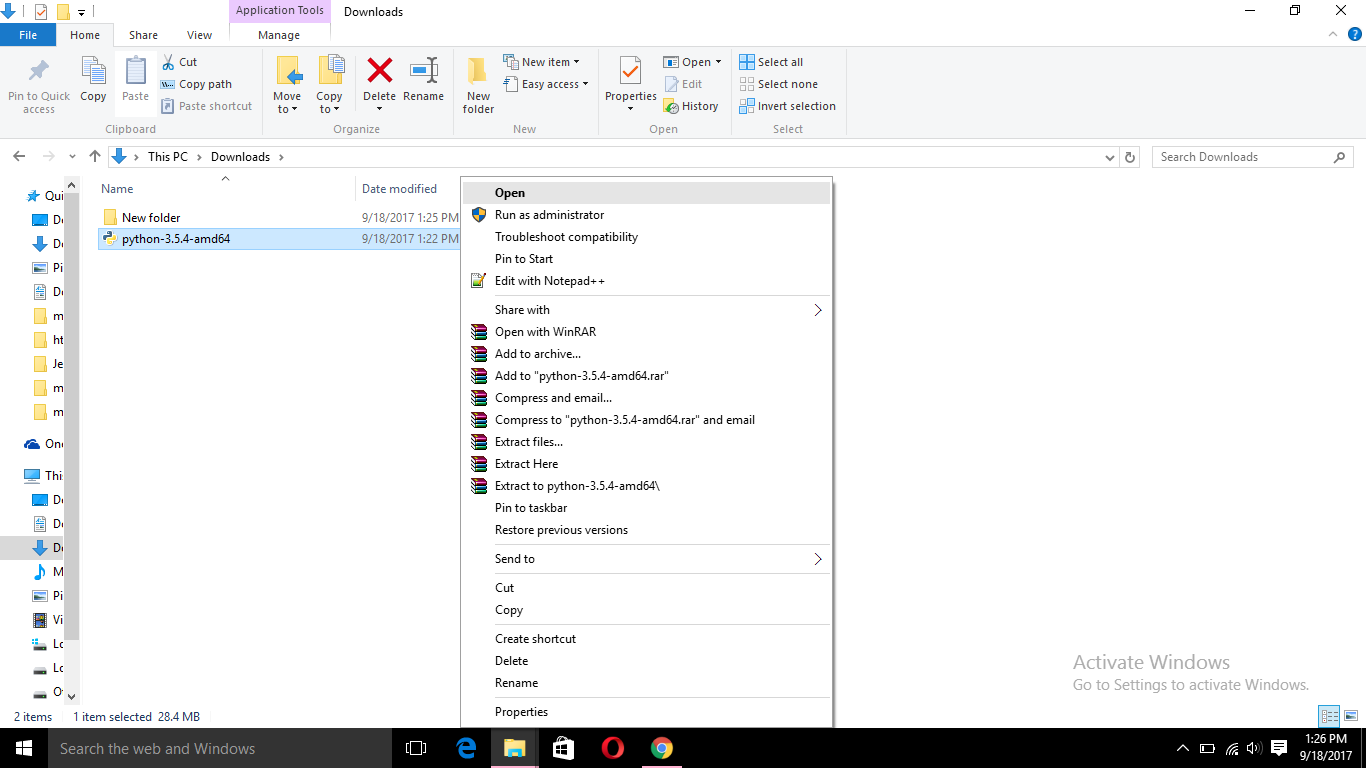 Application Tools Downloads
File Home Share View Manage
Pin to Quick access
Copy
Paste
Cut
Copy path
Paste shortcut
Clipboard
Move to
Copy to
Delete
Rename
Organize
New folder
New item
Easy access
New
Properties
Open
Edit
History
Open
Select all
Select none
Invert selection
Select
This PC Downloads
Search Downloads
Name Date modified
New folder 9/18/2017 1:25 PM
python-3.5.4-amd64 9/18/2017 1:22 PM
Qui
De
Do
Pi
Do
m
ht
Je
m
m
One
Thi
De
Do
Do
M
Pi
Vi
Lo
Lo
Open
Run as administrator
Troubleshoot compatibility
Pin to Start
Edit with Notepad++
Share with
Open with WinRAR
Add to archive...
Add to "python-3.5.4-amd64.rar"
Compress and email...
Compress to "python-3.5.4-amd64.rar" and email
Extract files...
Extract Here
Extract to python-3.5.4-amd64\
Pin to taskbar
Restore previous versions
Send to
Cut
Copy
Create shortcut
Delete
Rename
Properties
Activate Windows
Go to Settings to activate Windows.
2 items 1 item selected 28.4 MB
Search the web and Windows
1:26 PM
9/18/2017